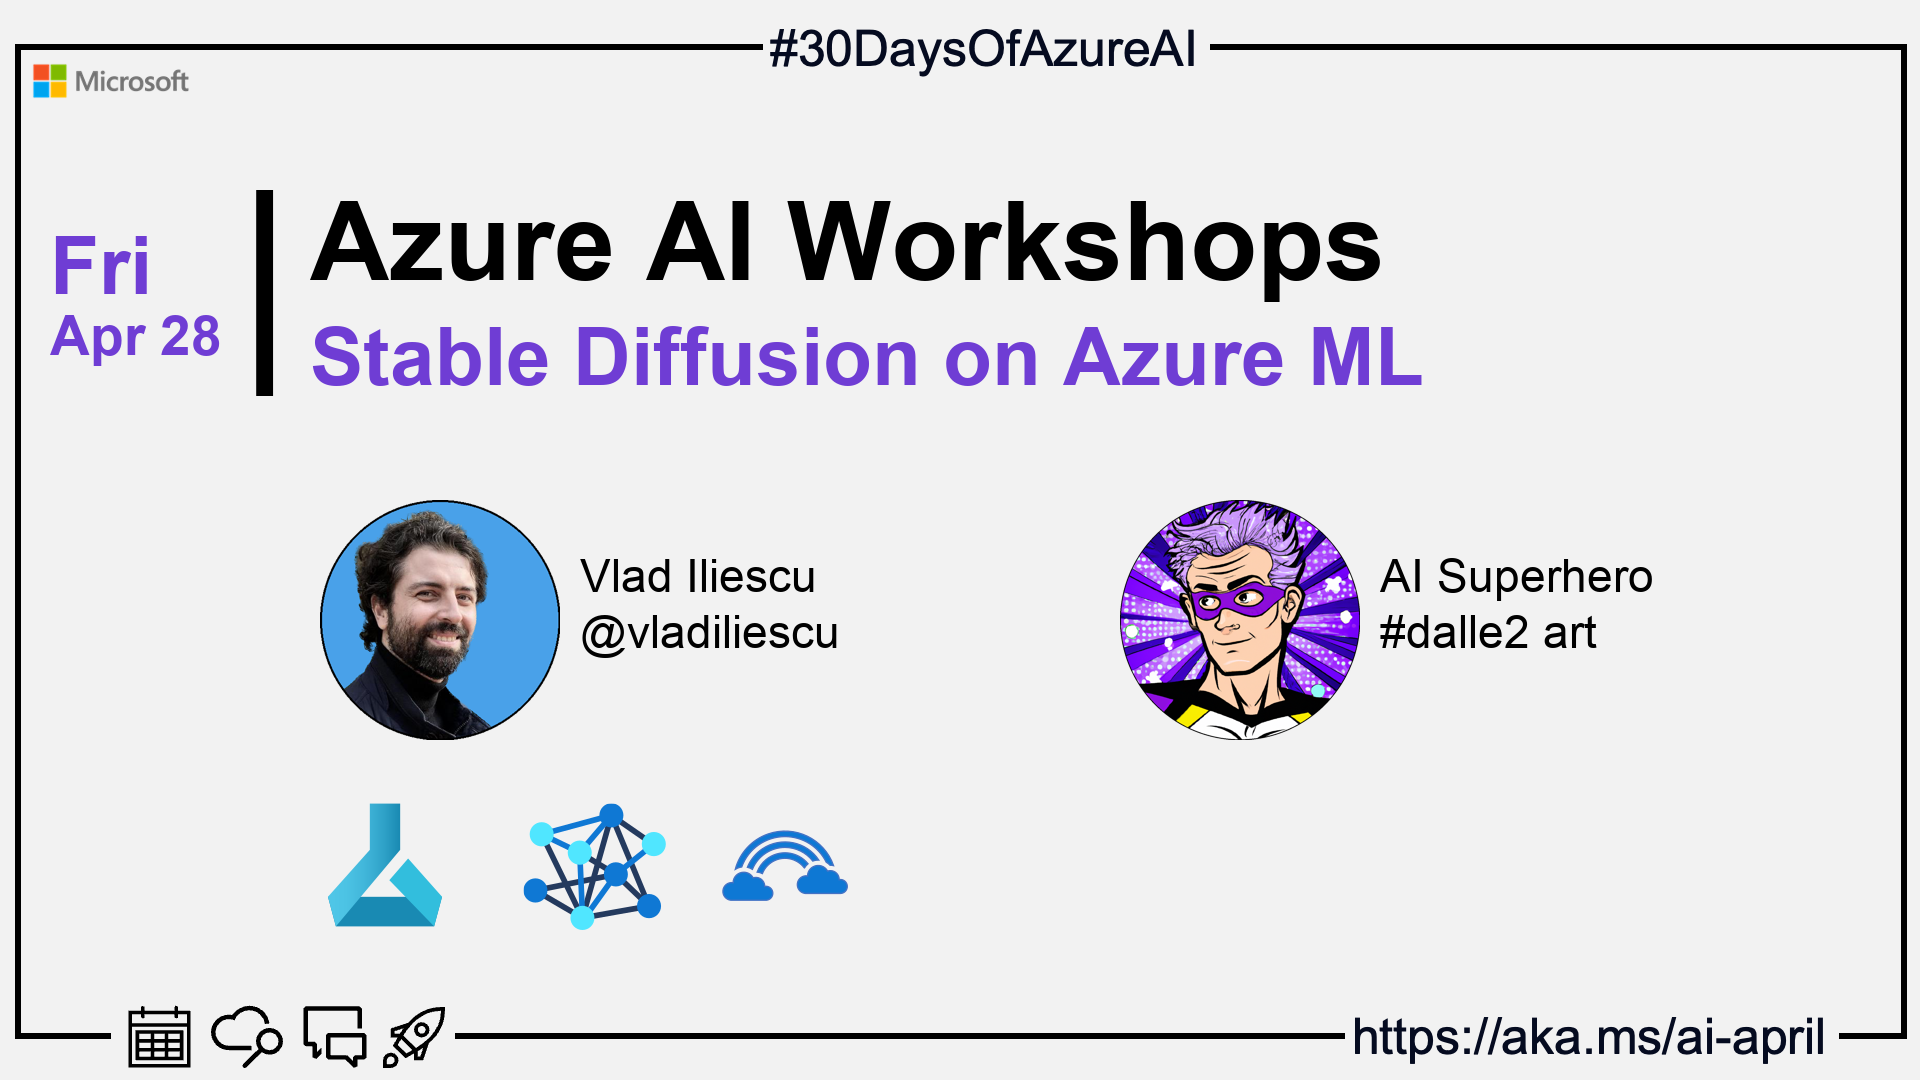 #30DaysOfAzureAI
Microsoft
Fri
Apr 28
Azure AI Workshops
Stable Diffusion on Azure ML
Vlad Iliescu
@vladiliescu
AI Superhero
#dalle2 art
https://aka.ms/ai-april